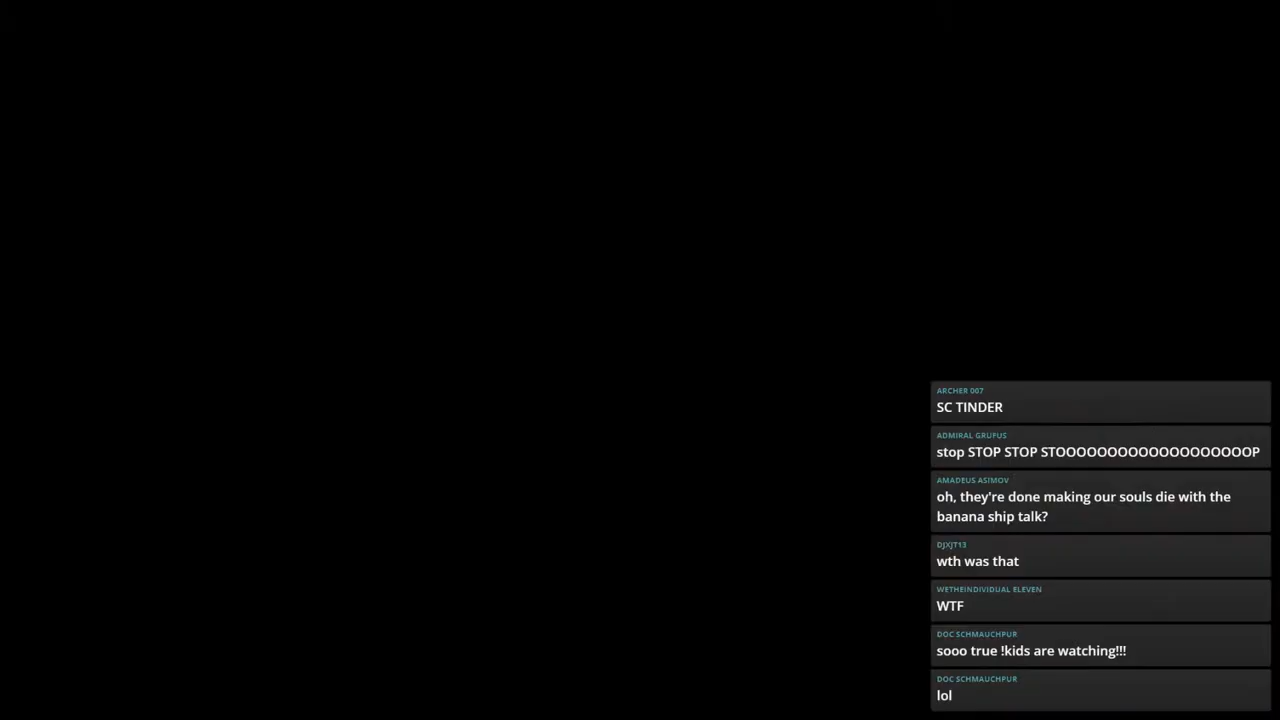 ARCHER 007
SC TINDER
ADMIRAL GRUFUS
stop STOP STOP STOOOOOOOOOOOOOOOOOOOP
AMADEUS ASIMOV
oh, they're done making our souls die with the
banana ship talk?
DJXJT13
wth was that
WETHEINDIVIDUAL ELEVEN
WTF
DOC SCHMAUCHPUR
sooo true !kids are watching!!!
DOC SCHMAUCHPUR
lol